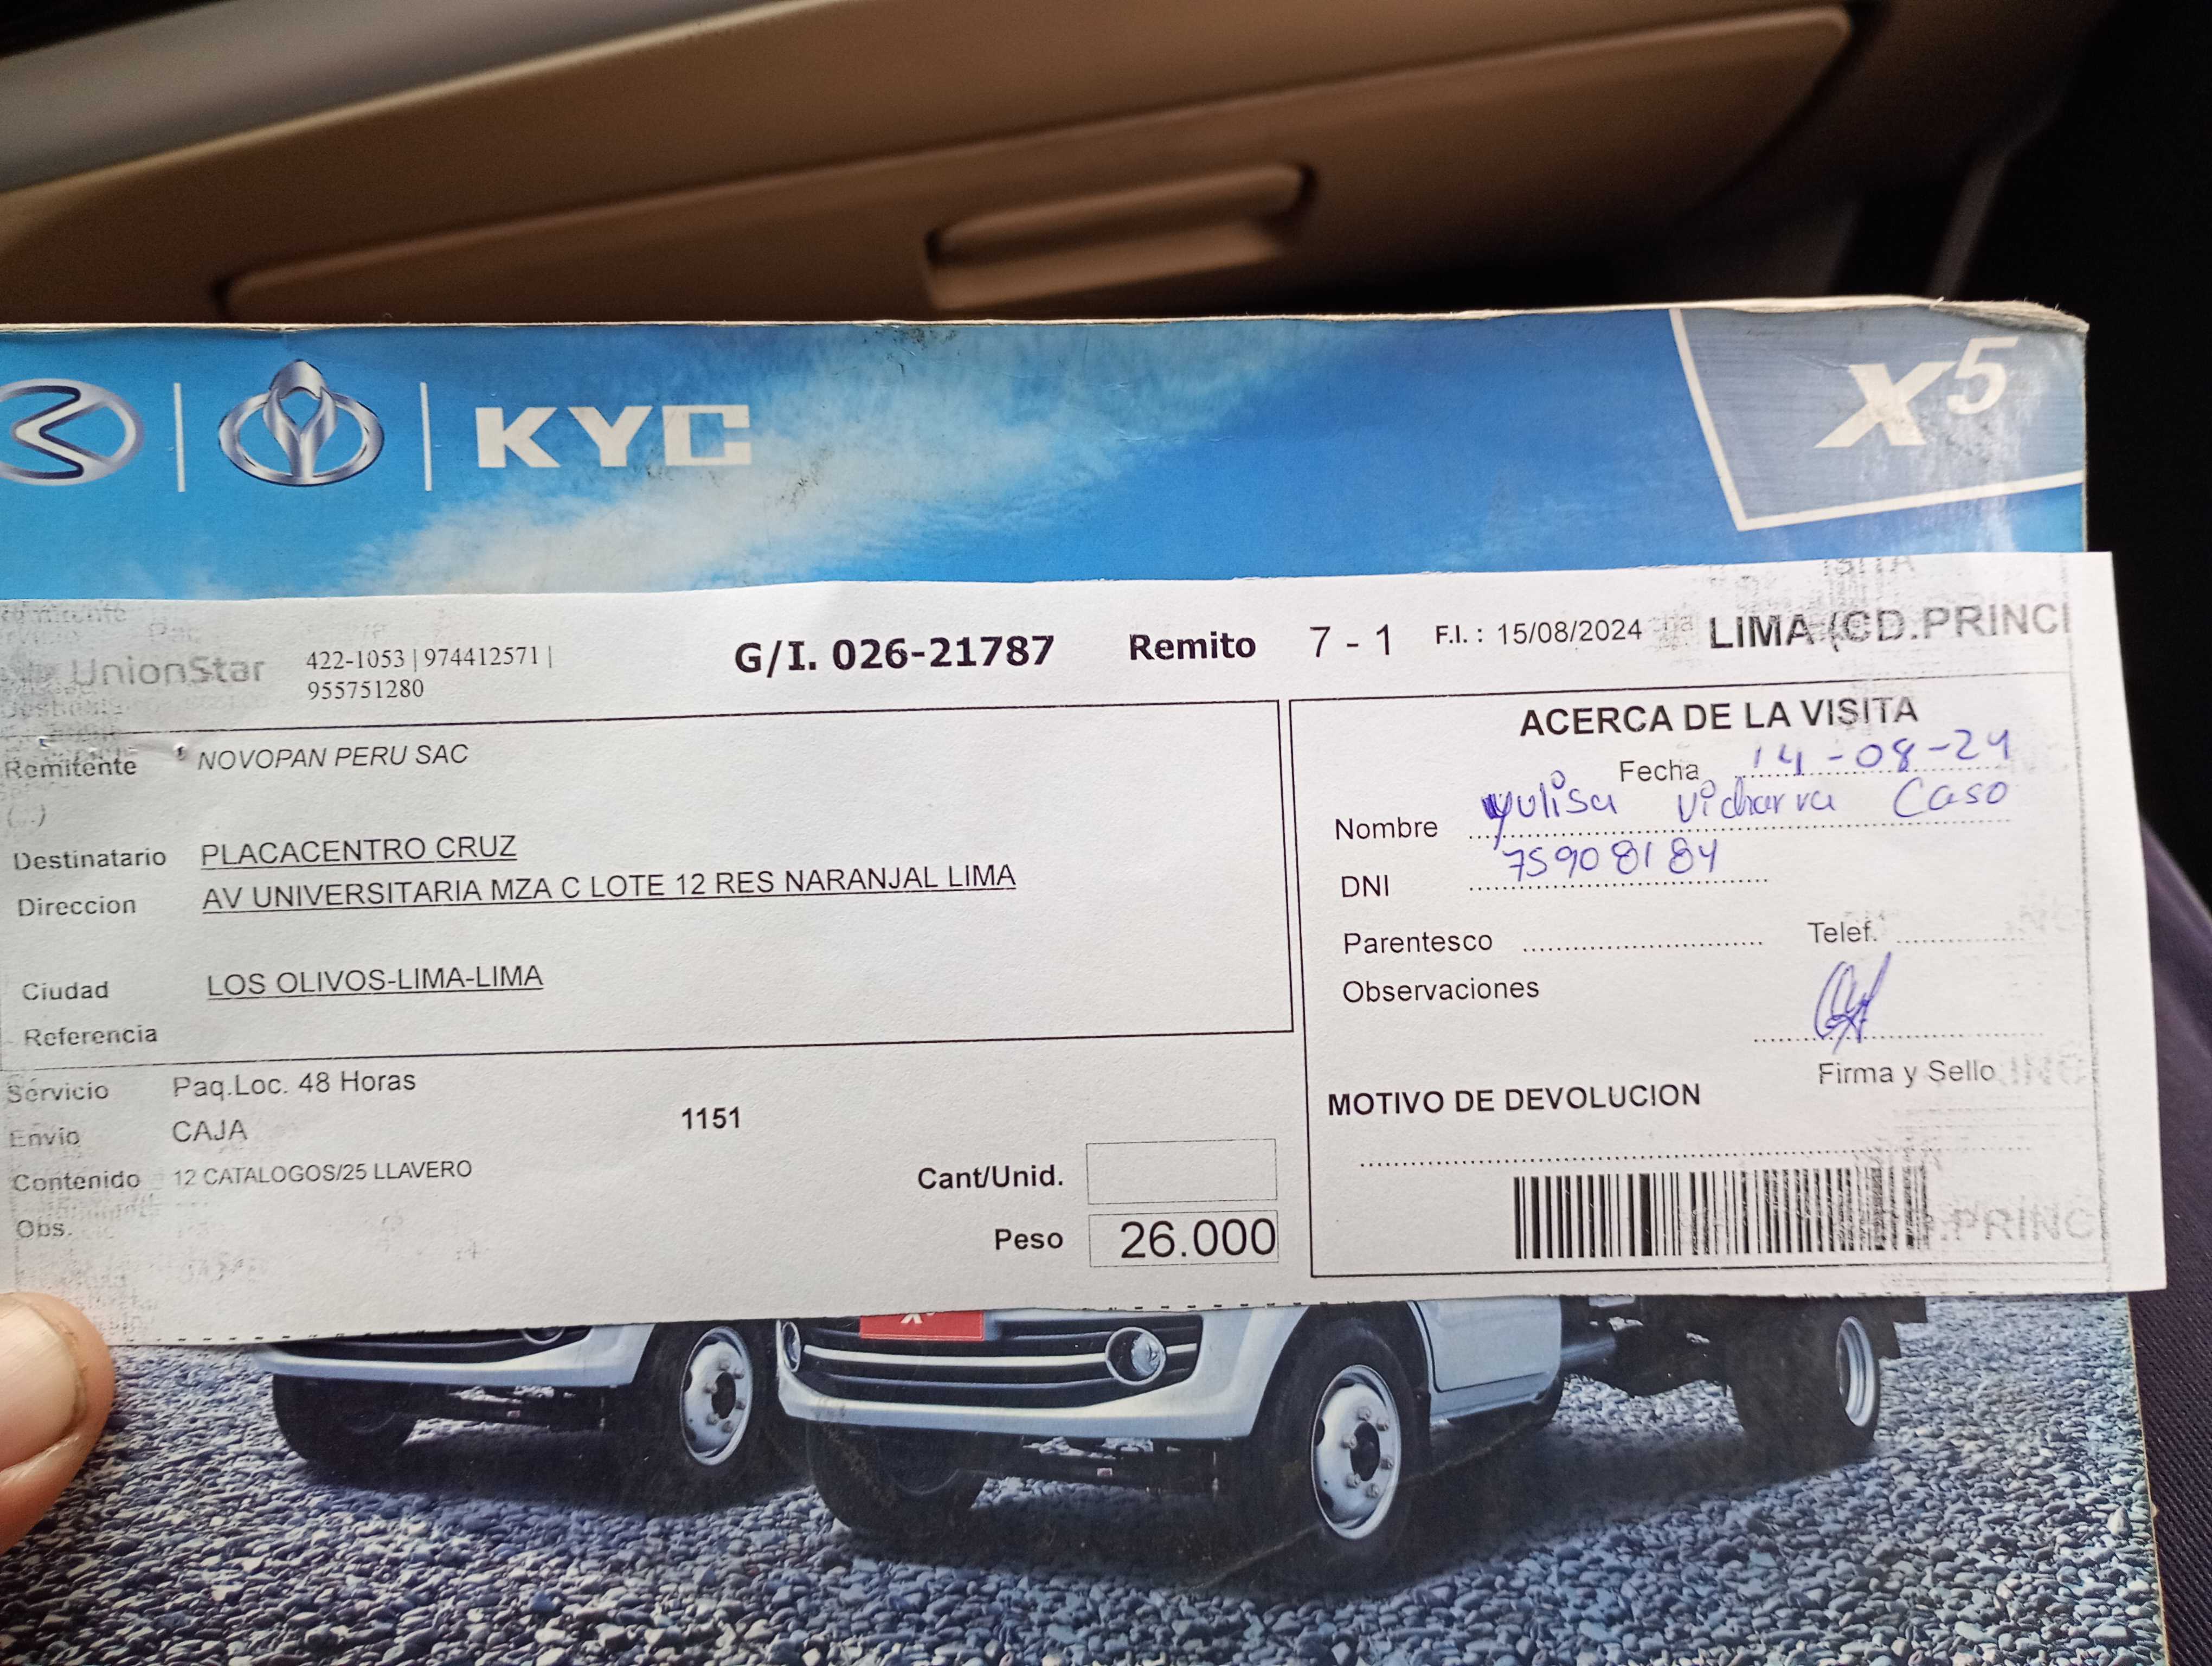 KYC
X5
UnionStar
422-1053 | 974412571 |
955751280
G/I. 026-21787 Remito 7 - 1 F.I. : 15/08/2024 LIMA (CD.PRINCI
Remitente NOVOPAN PERU SAC
(..)
Destinatario PLACACENTRO CRUZ
Direccion AV UNIVERSITARIA MZA C LOTE 12 RES NARANJAL LIMA
Ciudad LOS OLIVOS-LIMA-LIMA
Referencia
Servicio Paq.Loc. 48 Horas
Envio CAJA 1151
Contenido 12 CATALOGOS/25 LLAVERO
Obs.
Cant/Unid.
Peso 26.000
ACERCA DE LA VISITA
Fecha 14-08-24
Nombre yulisa Vicharra Caso
DNI 75908184
Parentesco Telef.
Observaciones
Firma y Sello
MOTIVO DE DEVOLUCION
.PRINC